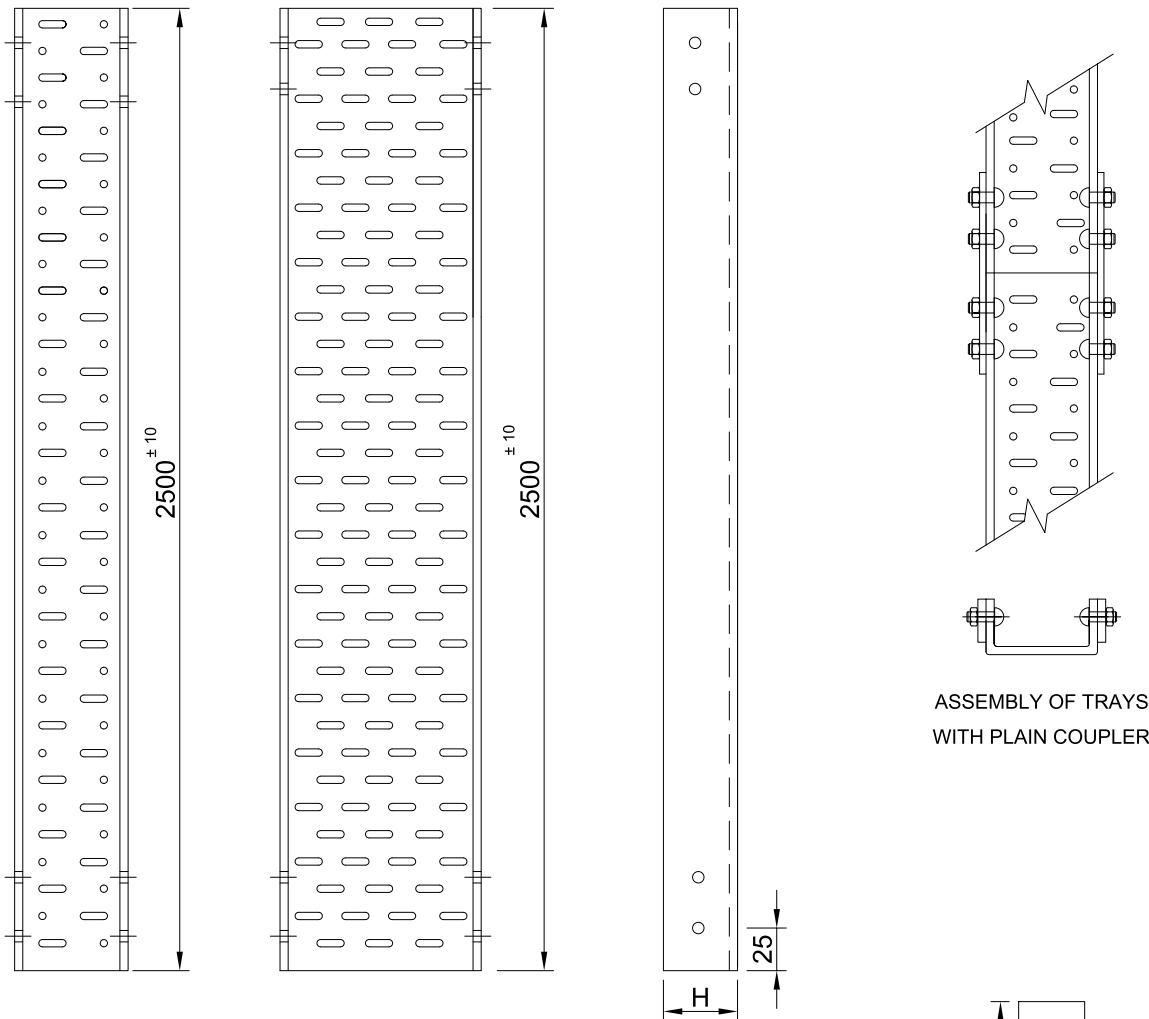 2500 ± 10
2500 ± 10
25
H
ASSEMBLY OF TRAYS
WITH PLAIN COUPLER